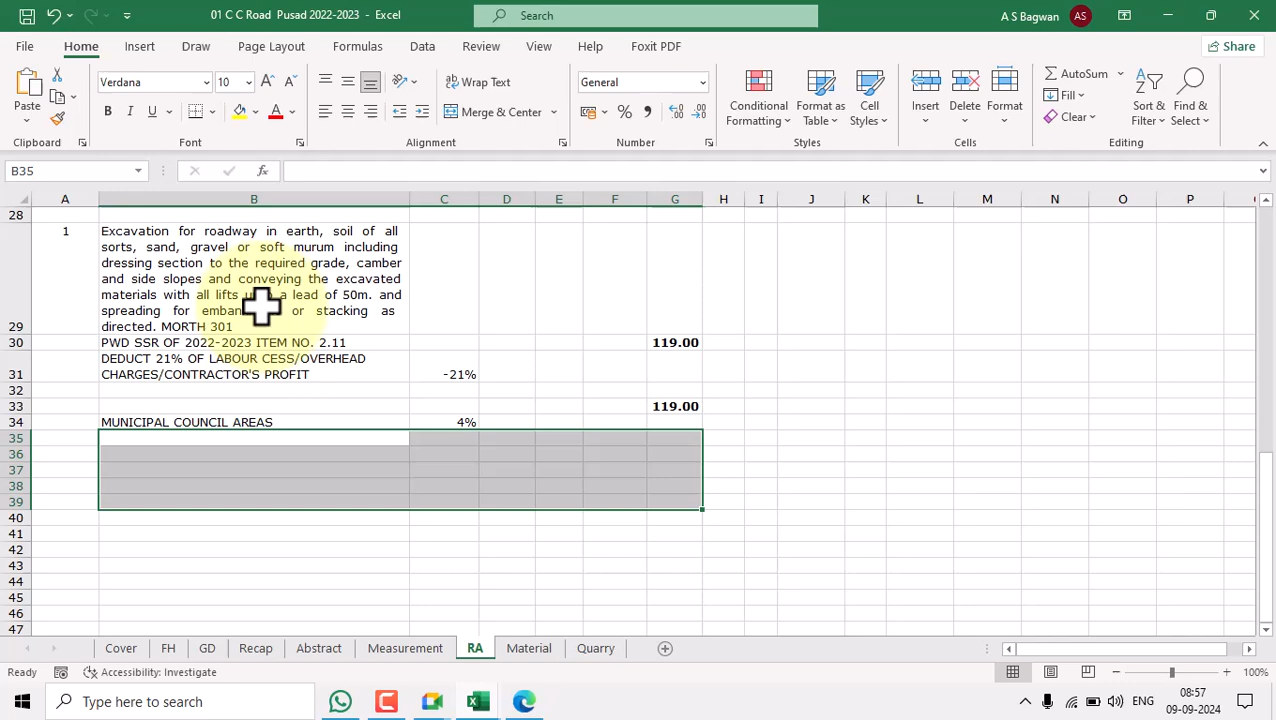 01 C C Road Pusad 2022-2023 - Excel
Search
A S Bagwan
AS
File
Home
Insert
Draw
Page Layout
Formulas
Data
Review
View
Help
Foxit PDF
Share
Paste
Verdana
10
B I U
Wrap Text
Merge & Center
General
Conditional
Formatting
Format as
Table
Cell
Styles
Insert
Delete
Format
AutoSum
Fill
Clear
Sort &
Filter
Find &
Select
Clipboard
Font
Alignment
Number
Styles
Cells
Editing
B35
fx
A B C D E F G H I J K L M N O P
28
1 Excavation for roadway in earth, soil of all
sorts, sand, gravel or soft murum including
dressing section to the required grade, camber
and side slopes and conveying the excavated
materials with all lifts upto a lead of 50m. and
spreading for or stacking as
29 directed. MORTH 301
30 PWD SSR OF 2022-2023 ITEM NO. 2.11 119.00
DEDUCT 21% OF LABOUR CESS/OVERHEAD
31 CHARGES/CONTRACTOR'S PROFIT -21%
32
33 119.00
34 MUNICIPAL COUNCIL AREAS 4%
35
36
37
38
39
40
41
42
43
44
45
46
47
Cover
FH
GD
Recap
Abstract
Measurement
RA
Material
Quarry
Ready
Accessibility: Investigate
100%
Type here to search
ENG
08:57
09-09-2024